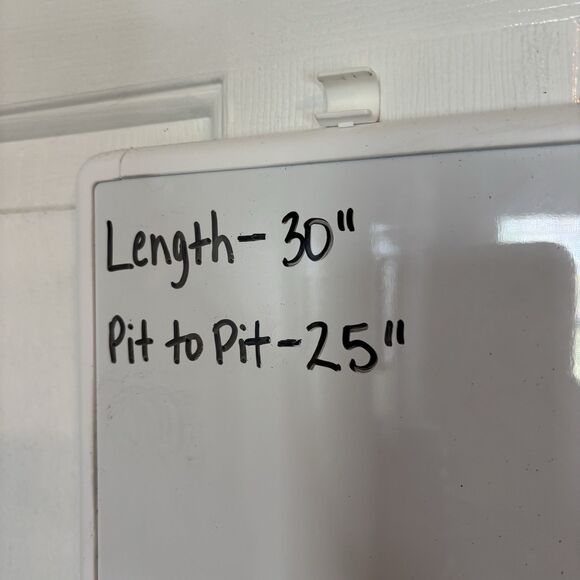 Length- 30"
Pit to Pit-25"